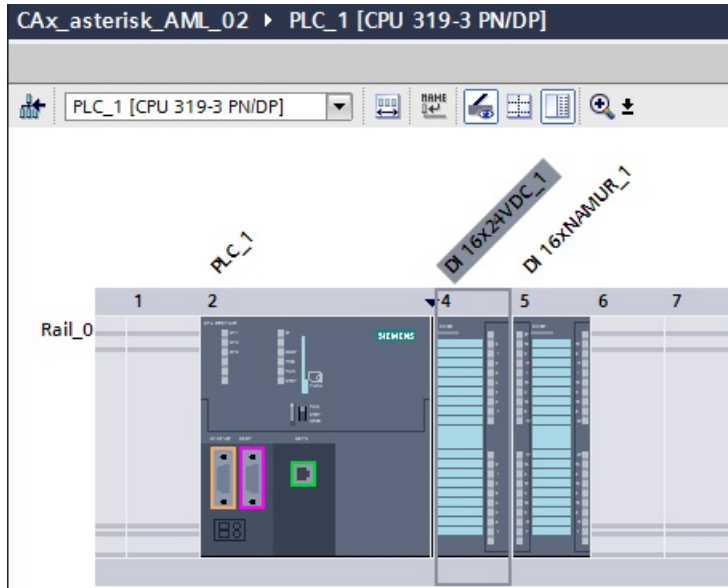 CAx_asterisk_AML_02 ▸ PLC_1 [CPU 319-3 PN/DP]
PLC_1 [CPU 319-3 PN/DP]
NAME
PLC_1
DI 16x24VDC_1
DI 16xNAMUR_1
1 2 4 5 6 7
Rail_0
SIEMENS